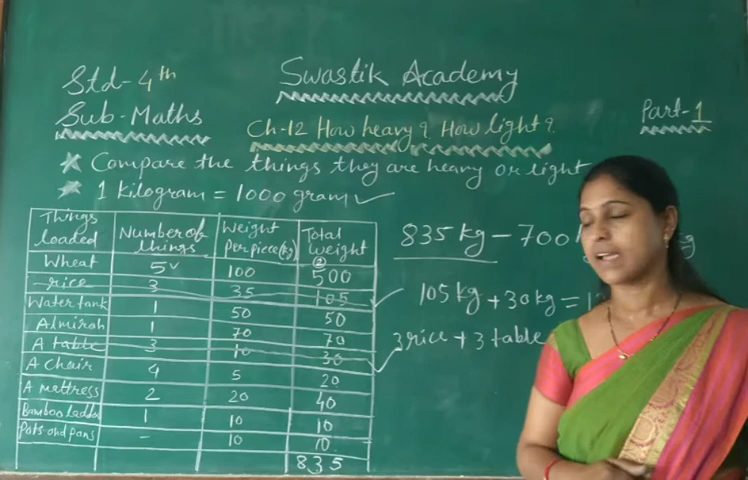 Std- 4th
Swastik Academy
Sub-Maths
Part-1
Ch-12 How heavy? How light?
* Compare the things they are heavy or light
* 1 kilogram = 1000 gram ✓
Things loaded | Number of things | Weight Per piece (kg) | Total weight
Wheat | 5 ✓ | 100 | 500
rice | 3 | 35 | 105
Water tank | 1 | 50 | 50
Almirah | 1 | 70 | 70
A table | 3 | 10 | 30
A Chair | 4 | 5 | 20
A mattress | 2 | 20 | 40
Bamboo ladder | 1 | 10 | 10
Pots and pans | - | 10 | 10
835
835 kg - 700
105 kg + 30 kg =
3 rice + 3 table